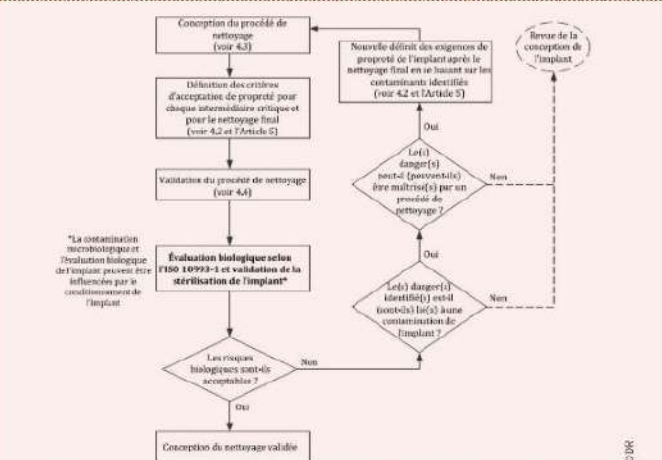 Conception du procédé de
nettoyage
(voir 4.3)
Définition des critères
d'acceptation de propreté pour
chaque intermédiaire critique et
pour le nettoyage final
(voir 4.2 et l'Article 5)
Validation du procédé de nettoyage
(voir 4.4)
*La contamination
microbiologique et
l'évaluation biologique
de l'implant peuvent être
influencées par le
conditionnement de
l'implant
Évaluation biologique selon
l'ISO 10993-1 et validation de la
stérilisation de l'implant*
Les risques
biologiques sont-ils
acceptables ?
Non
Oui
Conception du nettoyage validée
Nouvelle définit des exigences de
propreté de l'implant après le
nettoyage final en se basant sur les
contaminants identifiés
(voir 4.2 et l'Article 5)
Oui
Le(s)
danger(s)
peut-il (peuvent-ils)
être maîtrisé(s) par un
procédé de
nettoyage ?
Non
Oui
Le(s) danger(s)
identifié(s) est-il
(sont-ils) lié(s) à une
contamination de
l'implant ?
Non
Revue de la
conception de
l'implant